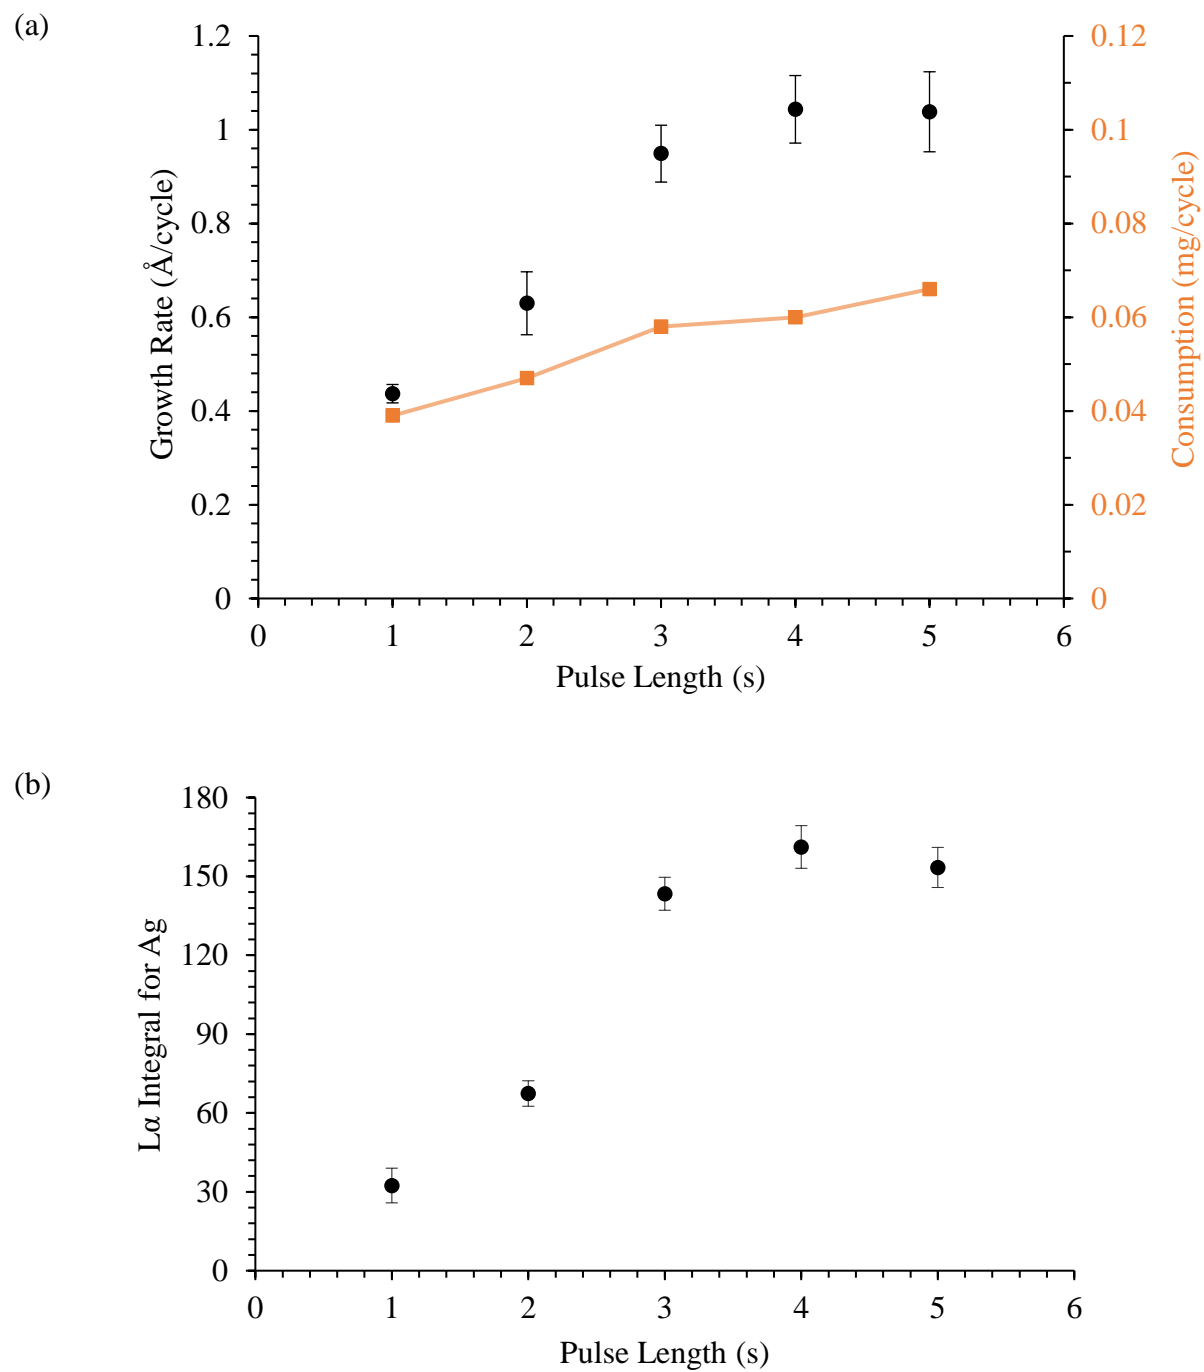 (a)
1.2
1
0.8
0.6
0.4
0.2
0
Growth Rate (Å/cycle)
0.12
0.1
0.08
0.06
0.04
0.02
0
Consumption (mg/cycle)
0 1 2 3 4 5 6
Pulse Length (s)
(b)
180
150
120
90
60
30
0
Lα Integral for Ag
0 1 2 3 4 5 6
Pulse Length (s)